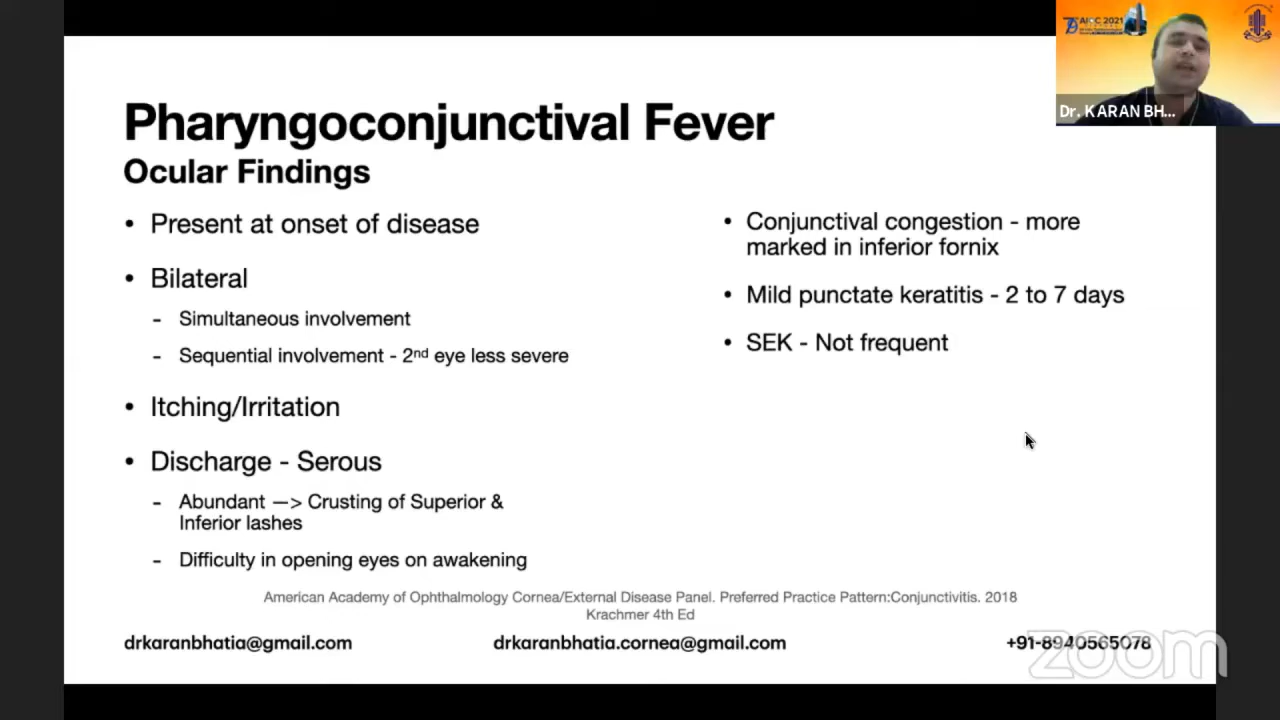 Pharyngoconjunctival Fever
Ocular Findings
• Present at onset of disease
• Bilateral
- Simultaneous involvement
- Sequential involvement - 2nd eye less severe
• Itching/Irritation
• Discharge - Serous
- Abundant —> Crusting of Superior &
Inferior lashes
- Difficulty in opening eyes on awakening
• Conjunctival congestion - more
marked in inferior fornix
• Mild punctate keratitis - 2 to 7 days
• SEK - Not frequent
American Academy of Ophthalmology Cornea/External Disease Panel. Preferred Practice Pattern:Conjunctivitis. 2018
Krachmer 4th Ed
drkaranbhatia@gmail.com
drkaranbhatia.cornea@gmail.com
+91-8940565078
zoom
AIOC 2021
Dr. KARAN BH...